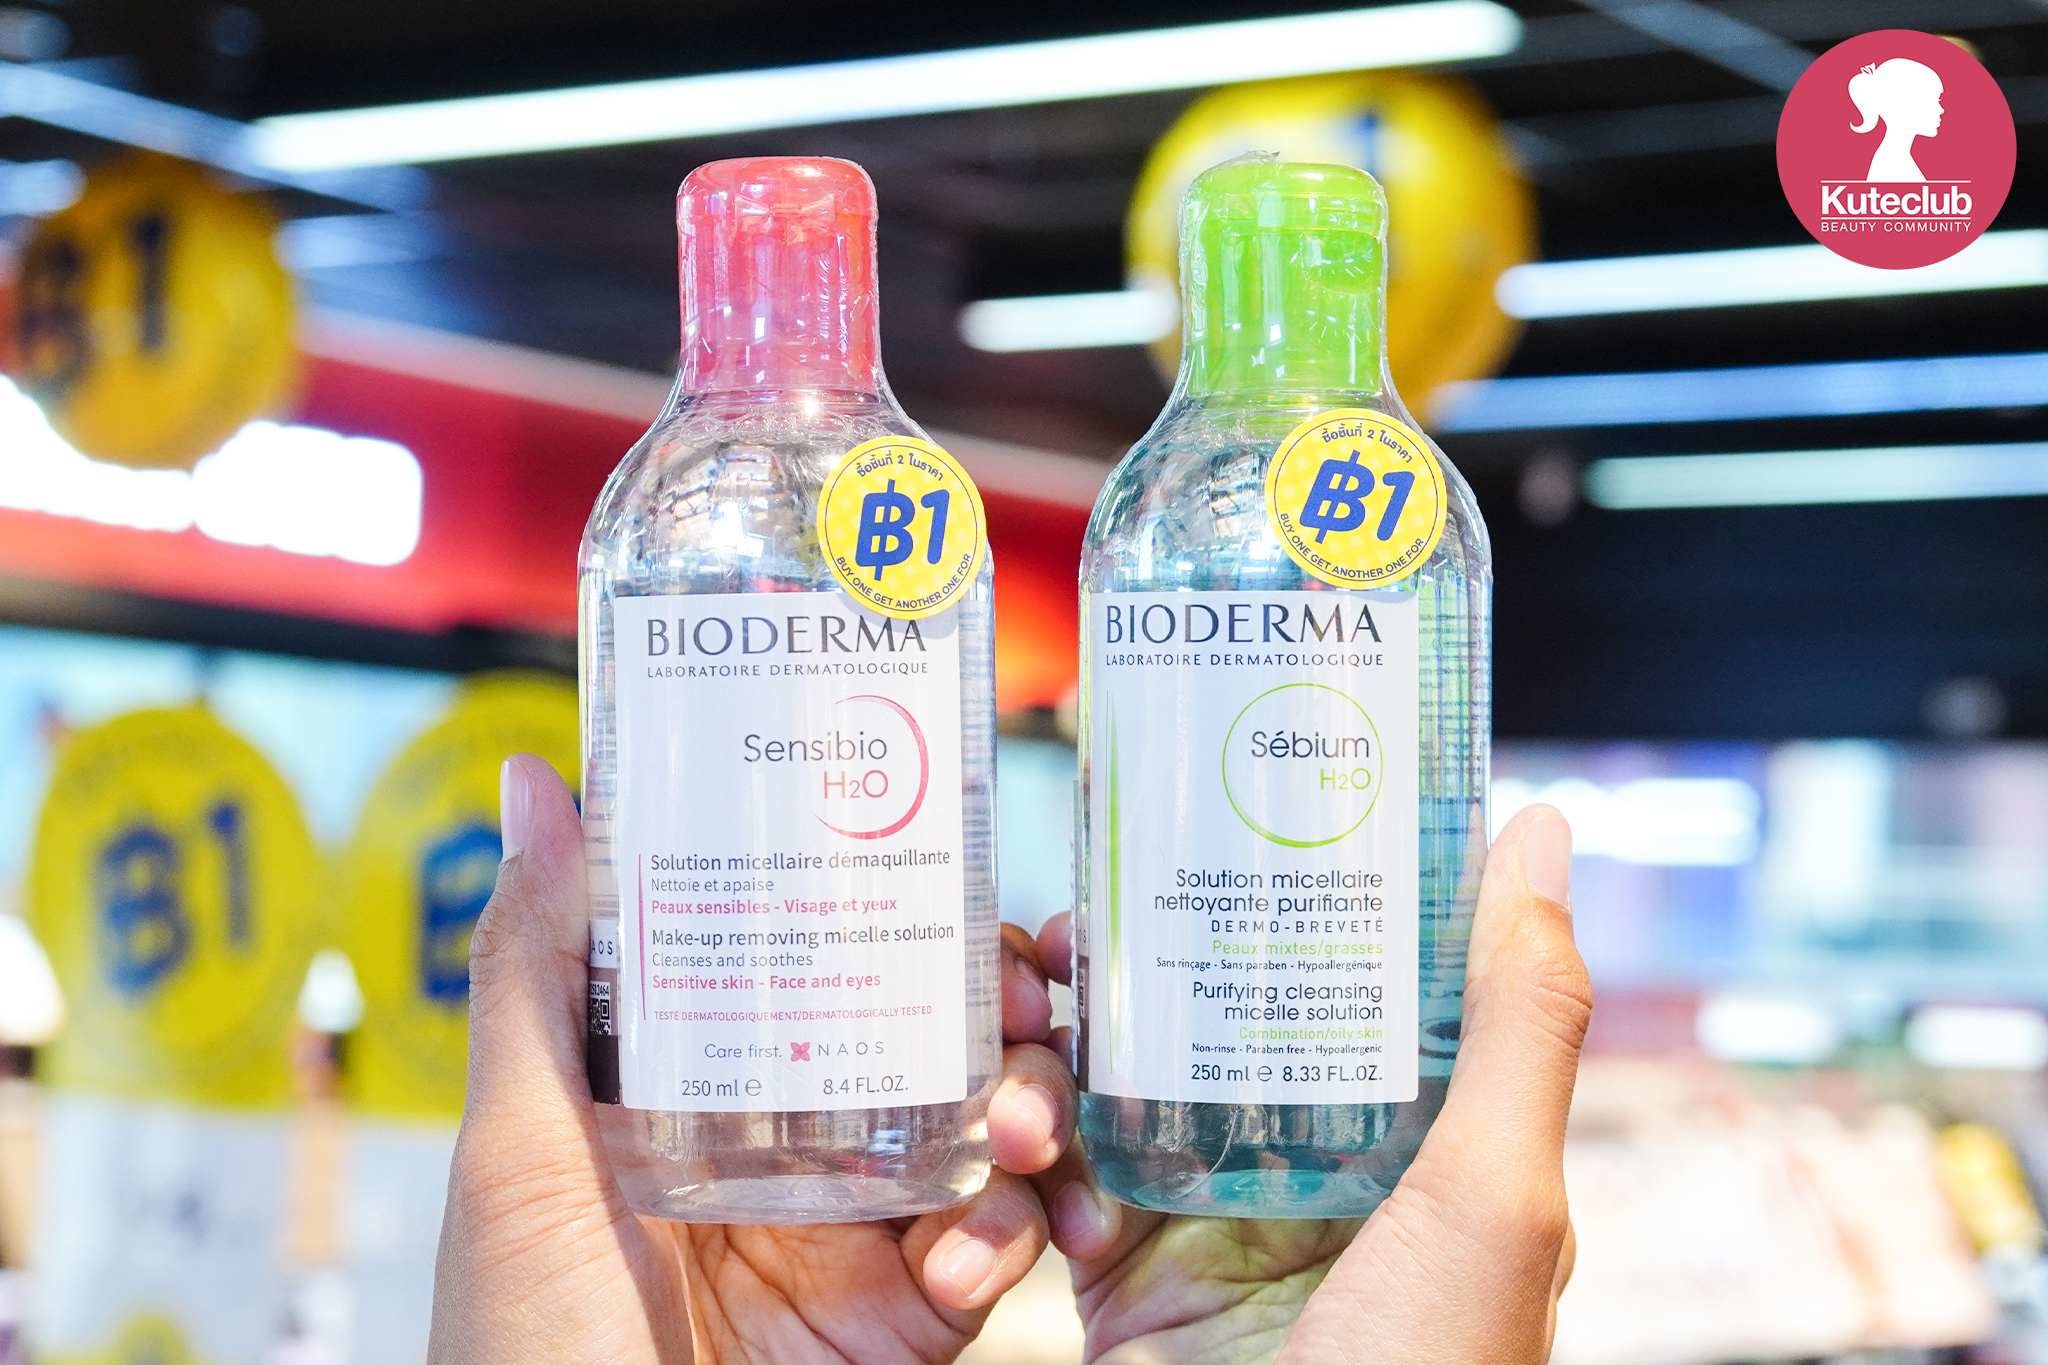 Kuteclub
BEAUTY COMMUNITY
฿1
ซื้อชิ้นที่ 2 ในราคา
฿1
BUY ONE GET ANOTHER ONE FOR
BIODERMA
LABORATOIRE DERMATOLOGIQUE
Sensibio
H2O
Solution micellaire démaquillante
Nettoie et apaise
Peaux sensibles - Visage et yeux
Make-up removing micelle solution
Cleanses and soothes
Sensitive skin - Face and eyes
TESTÉ DERMATOLOGIQUEMENT/DERMATOLOGICALLY TESTED
Care first. NAOS
250 ml ℮ 8.4 FL.OZ.
ซื้อชิ้นที่ 2 ในราคา
฿1
BUY ONE GET ANOTHER ONE FOR
BIODERMA
LABORATOIRE DERMATOLOGIQUE
Sébium
H2O
Solution micellaire
nettoyante purifiante
DERMO-BREVETÉ
Peaux mixtes/grasses
Sans rinçage - Sans paraben - Hypoallergénique
Purifying cleansing
micelle solution
Combination/oily skin
Non-rinse - Paraben free - Hypoallergenic
250 ml ℮ 8.33 FL.OZ.
฿1